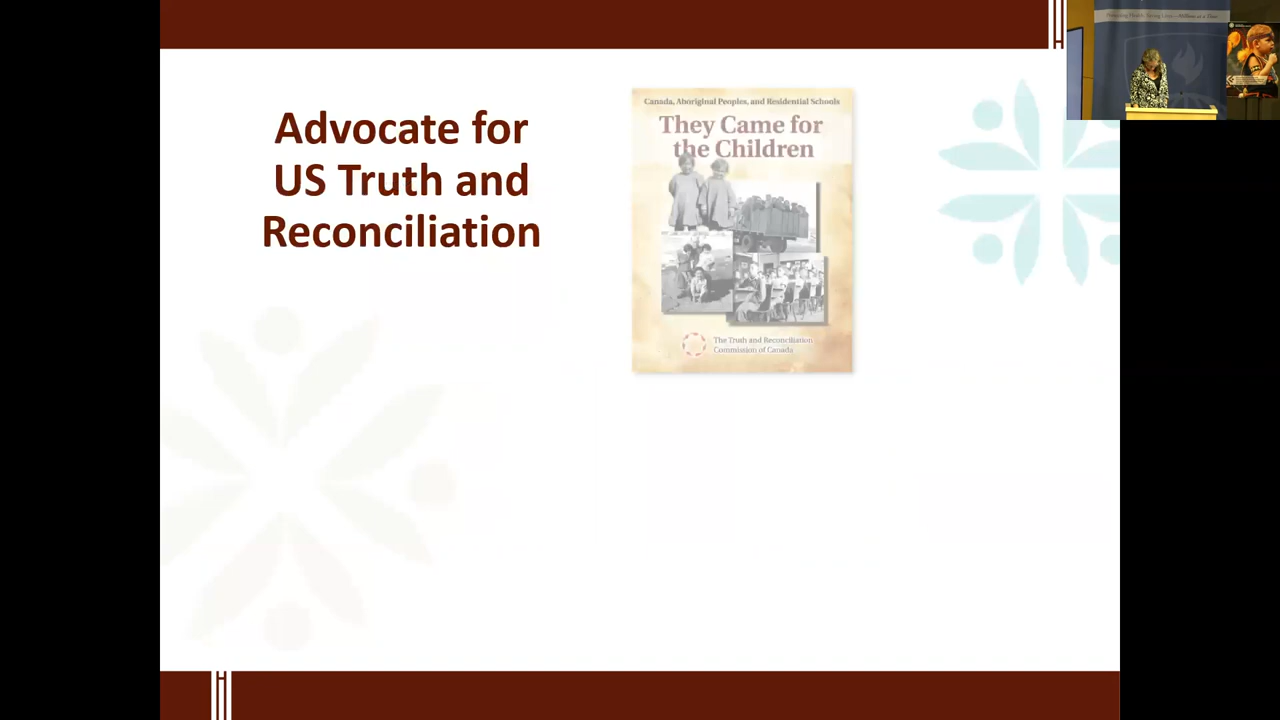 Advocate for
US Truth and
Reconciliation
Canada, Aboriginal Peoples, and Residential Schools
They Came for
the Children
The Truth and Reconciliation
Commission of Canada